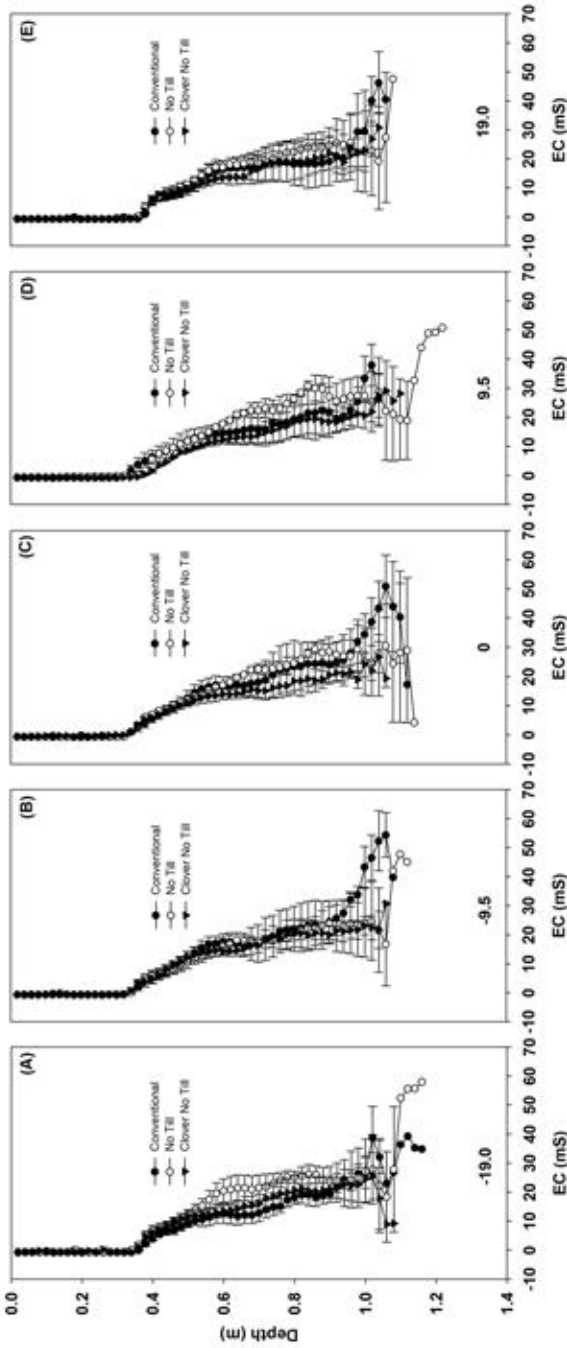 (A)
Conventional
No Till
Clover No Till
-19.0
Depth (m)
0.0
0.2
0.4
0.6
0.8
1.0
1.2
1.4
-10 0 10 20 30 40 50 60 70
EC (mS)
(B)
Conventional
No Till
Clover No Till
-9.5
-10 0 10 20 30 40 50 60 70
EC (mS)
(C)
Conventional
No Till
Clover No Till
0
-10 0 10 20 30 40 50 60 70
EC (mS)
(D)
Conventional
No Till
Clover No Till
9.5
-10 0 10 20 30 40 50 60 70
EC (mS)
(E)
Conventional
No Till
Clover No Till
19.0
-10 0 10 20 30 40 50 60 70
EC (mS)